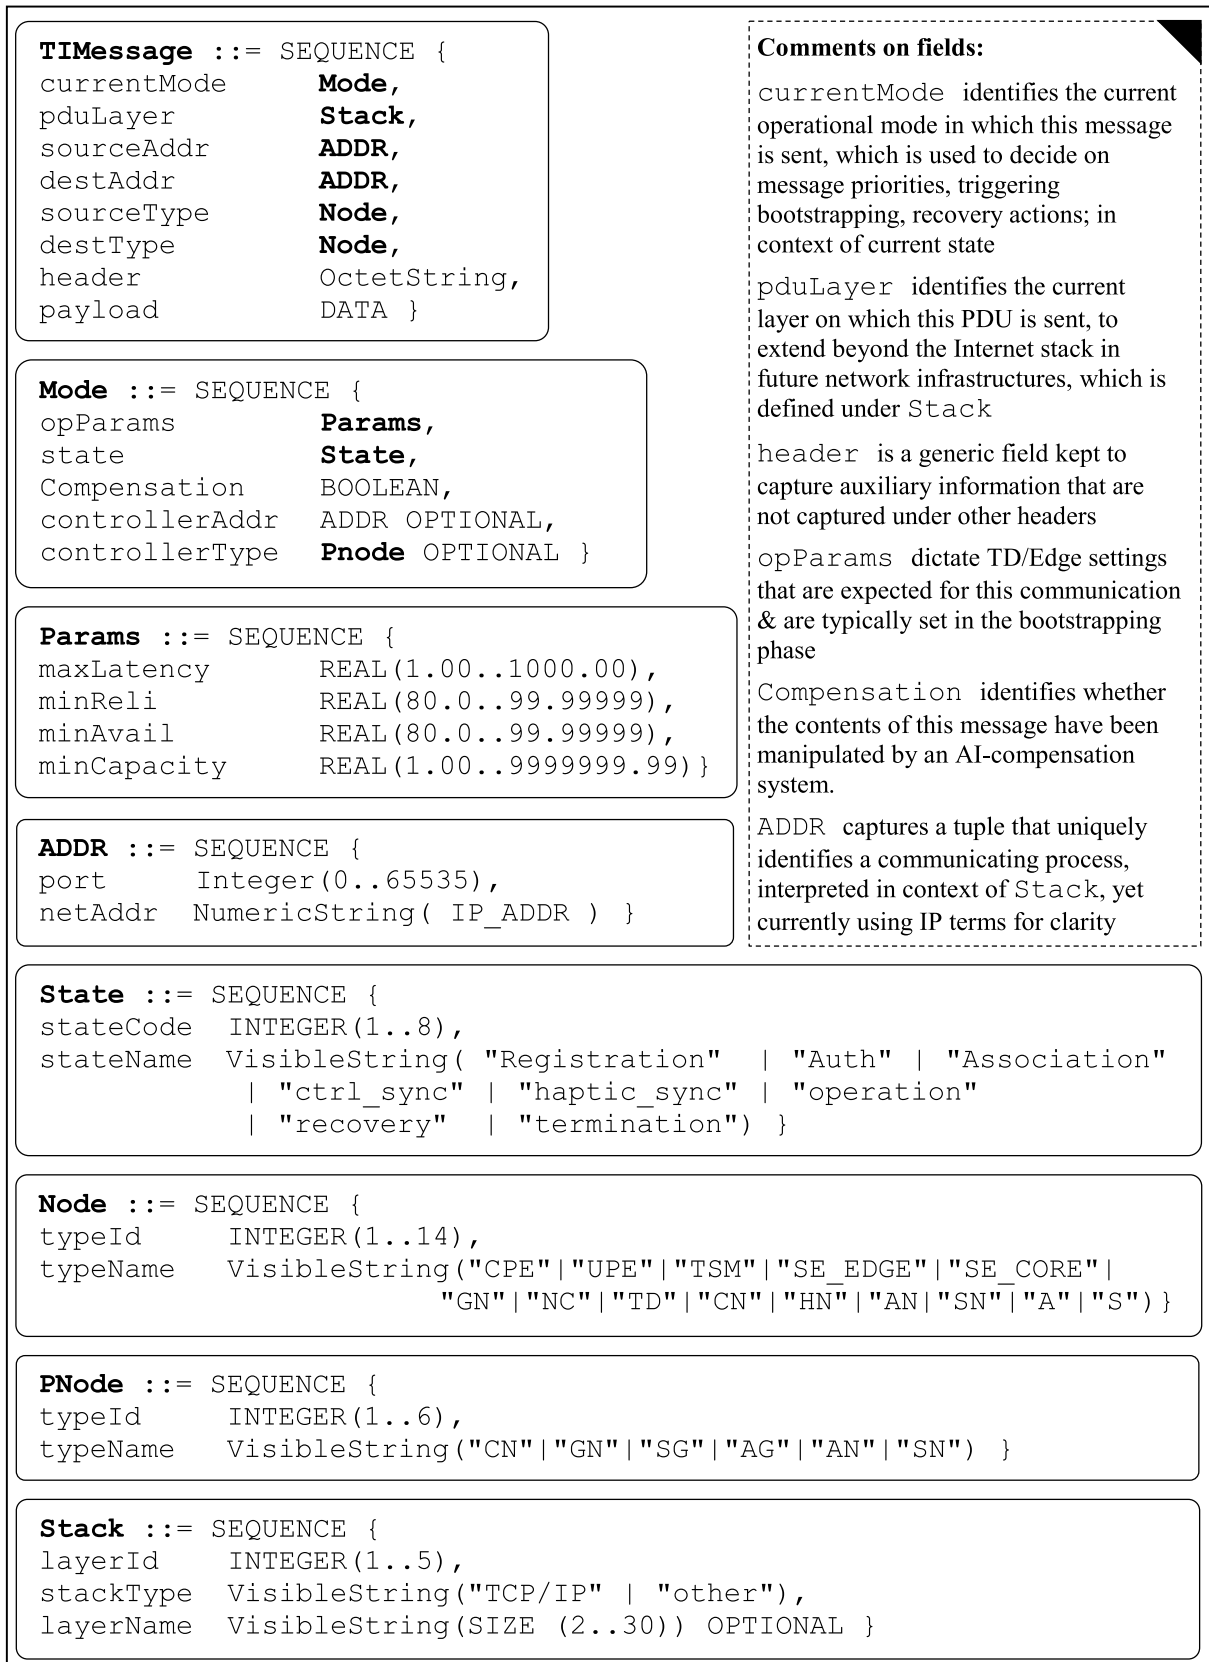 TIMessage ::= SEQUENCE {
currentMode Mode,
pduLayer Stack,
sourceAddr ADDR,
destAddr ADDR,
sourceType Node,
destType Node,
header OctetString,
payload DATA }
Mode ::= SEQUENCE {
opParams Params,
state State,
Compensation BOOLEAN,
controllerAddr ADDR OPTIONAL,
controllerType Pnode OPTIONAL }
Params ::= SEQUENCE {
maxLatency REAL(1.00..1000.00),
minReli REAL(80.0..99.99999),
minAvail REAL(80.0..99.99999),
minCapacity REAL(1.00..9999999.99)}
ADDR ::= SEQUENCE {
port Integer(0..65535),
netAddr NumericString( IP_ADDR ) }
Comments on fields:
currentMode identifies the current
operational mode in which this message
is sent, which is used to decide on
message priorities, triggering
bootstrapping, recovery actions; in
context of current state
pduLayer identifies the current
layer on which this PDU is sent, to
extend beyond the Internet stack in
future network infrastructures, which is
defined under Stack
header is a generic field kept to
capture auxiliary information that are
not captured under other headers
opParams dictate TD/Edge settings
that are expected for this communication
& are typically set in the bootstrapping
phase
Compensation identifies whether
the contents of this message have been
manipulated by an AI-compensation
system.
ADDR captures a tuple that uniquely
identifies a communicating process,
interpreted in context of Stack, yet
currently using IP terms for clarity
State ::= SEQUENCE {
stateCode INTEGER(1..8),
stateName VisibleString( "Registration" | "Auth" | "Association"
| "ctrl_sync" | "haptic_sync" | "operation"
| "recovery" | "termination") }
Node ::= SEQUENCE {
typeId INTEGER(1..14),
typeName VisibleString("CPE"|"UPE"|"TSM"|"SE_EDGE"|"SE_CORE"|
"GN"|"NC"|"TD"|"CN"|"HN"|"AN|"SN"|"A"|"S")}
PNode ::= SEQUENCE {
typeId INTEGER(1..6),
typeName VisibleString("CN"|"GN"|"SG"|"AG"|"AN"|"SN") }
Stack ::= SEQUENCE {
layerId INTEGER(1..5),
stackType VisibleString("TCP/IP" | "other"),
layerName VisibleString(SIZE (2..30)) OPTIONAL }